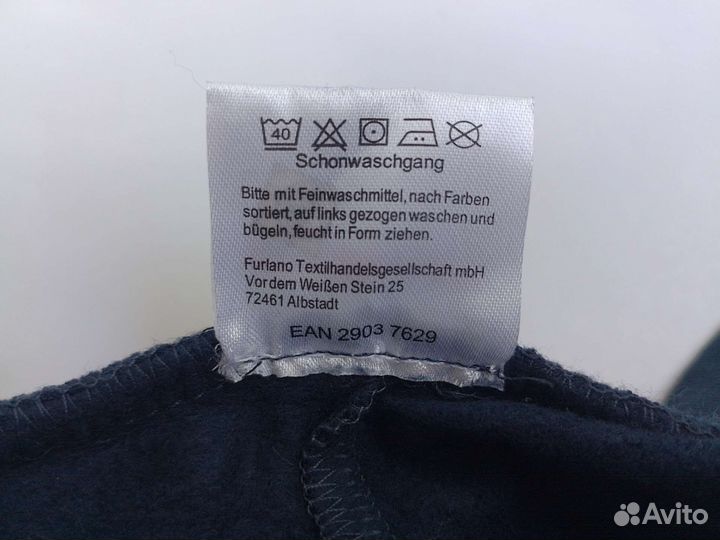 40
Schonwaschgang
Bitte mit Feinwaschmittel, nach Farben
sortiert, auf links gezogen waschen und
bügeln, feucht in Form ziehen.
Furlano Textilhandelsgesellschaft mbH
Vor dem Weißen Stein 25
72461 Albstadt
EAN 2903 7629
Avito